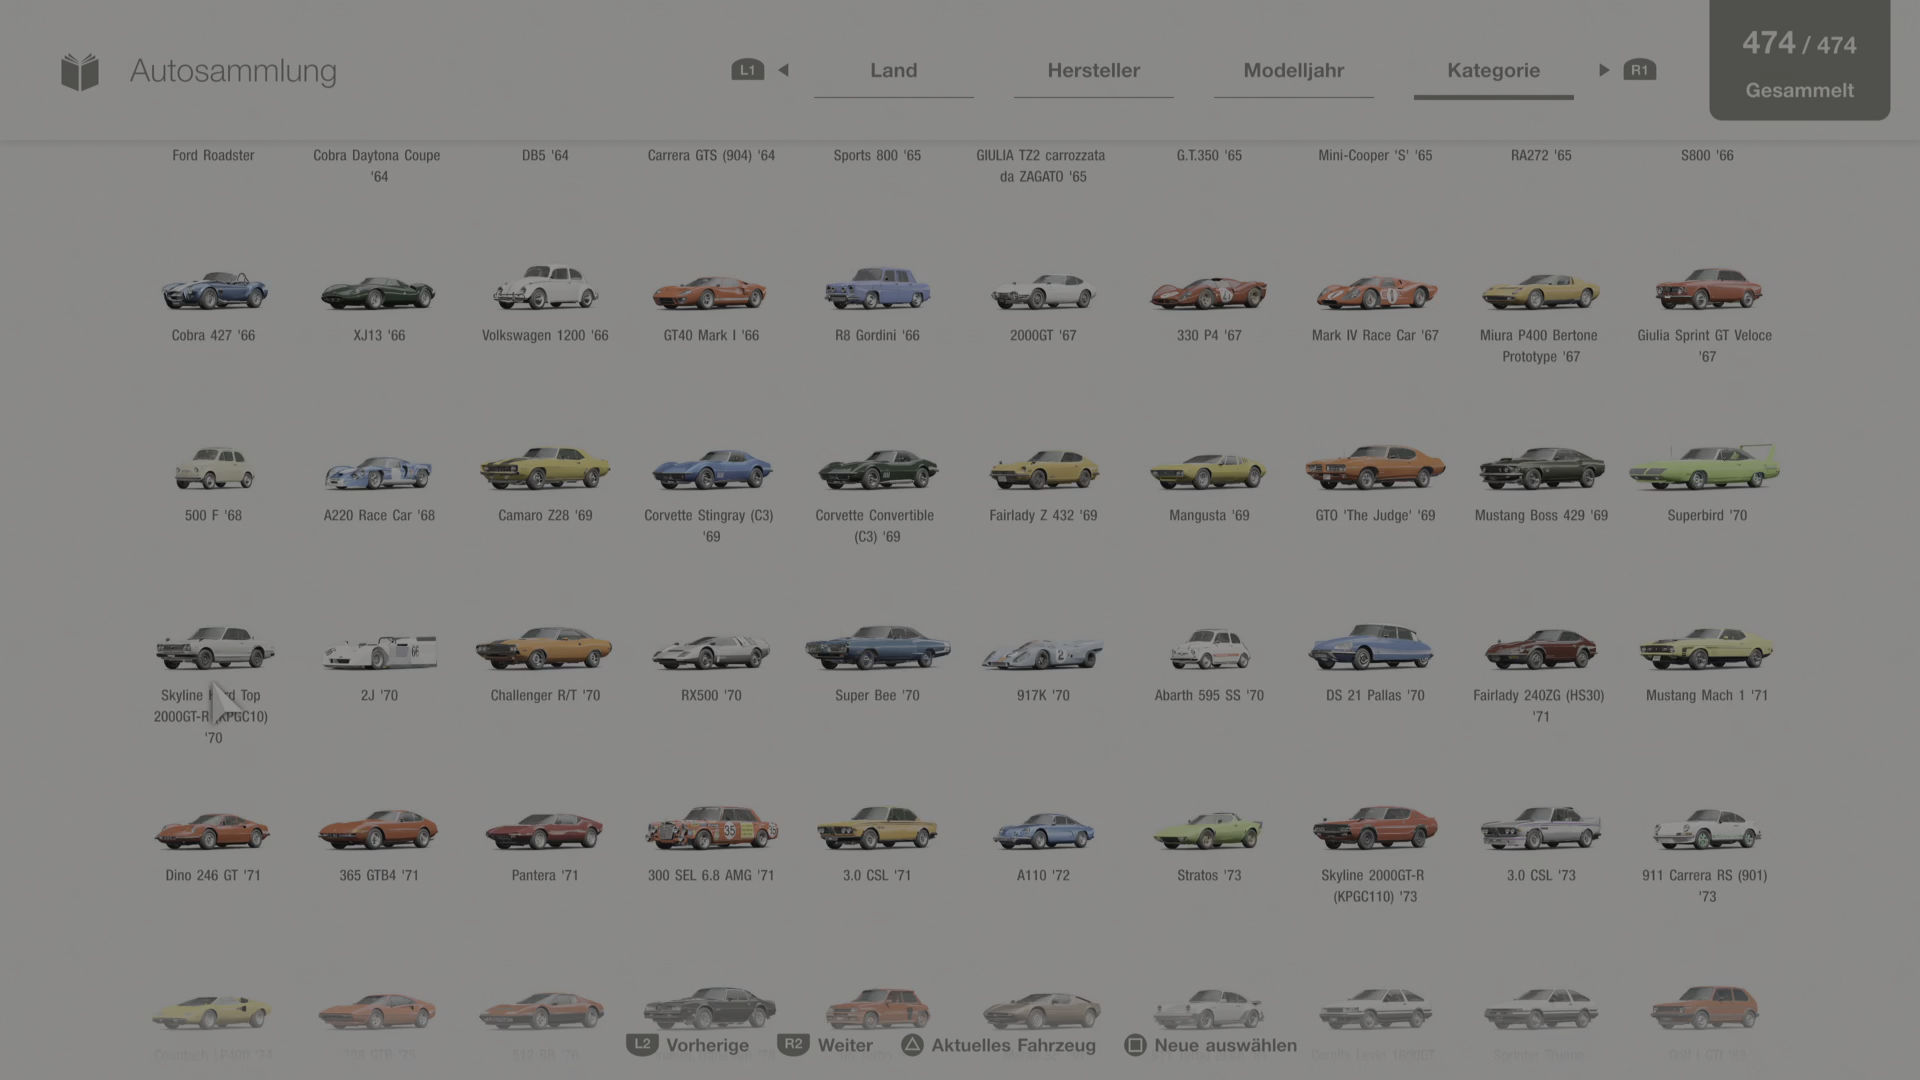 Autosammlung
L1 Land Hersteller Modelljahr Kategorie R1
474 / 474
Gesammelt
Ford Roadster
Cobra Daytona Coupe
'64
DB5 '64
Carrera GTS (904) '64
Sports 800 '65
GIULIA TZ2 carrozzata
da ZAGATO '65
G.T.350 '65
Mini-Cooper 'S' '65
RA272 '65
S800 '66
Cobra 427 '66
XJ13 '66
Volkswagen 1200 '66
GT40 Mark I '66
R8 Gordini '66
2000GT '67
330 P4 '67
Mark IV Race Car '67
Miura P400 Bertone
Prototype '67
Giulia Sprint GT Veloce
'67
500 F '68
A220 Race Car '68
Camaro Z28 '69
Corvette Stingray (C3)
'69
Corvette Convertible
(C3) '69
Fairlady Z 432 '69
Mangusta '69
GTO 'The Judge' '69
Mustang Boss 429 '69
Superbird '70
Skyline Hard Top
2000GT-R (KPGC10)
'70
2J '70
Challenger R/T '70
RX500 '70
Super Bee '70
917K '70
Abarth 595 SS '70
DS 21 Pallas '70
Fairlady 240ZG (HS30)
'71
Mustang Mach 1 '71
Dino 246 GT '71
365 GTB4 '71
Pantera '71
300 SEL 6.8 AMG '71
3.0 CSL '71
A110 '72
Stratos '73
Skyline 2000GT-R
(KPGC110) '73
3.0 CSL '73
911 Carrera RS (901)
'73
L2 Vorherige R2 Weiter Aktuelles Fahrzeug Neue auswählen